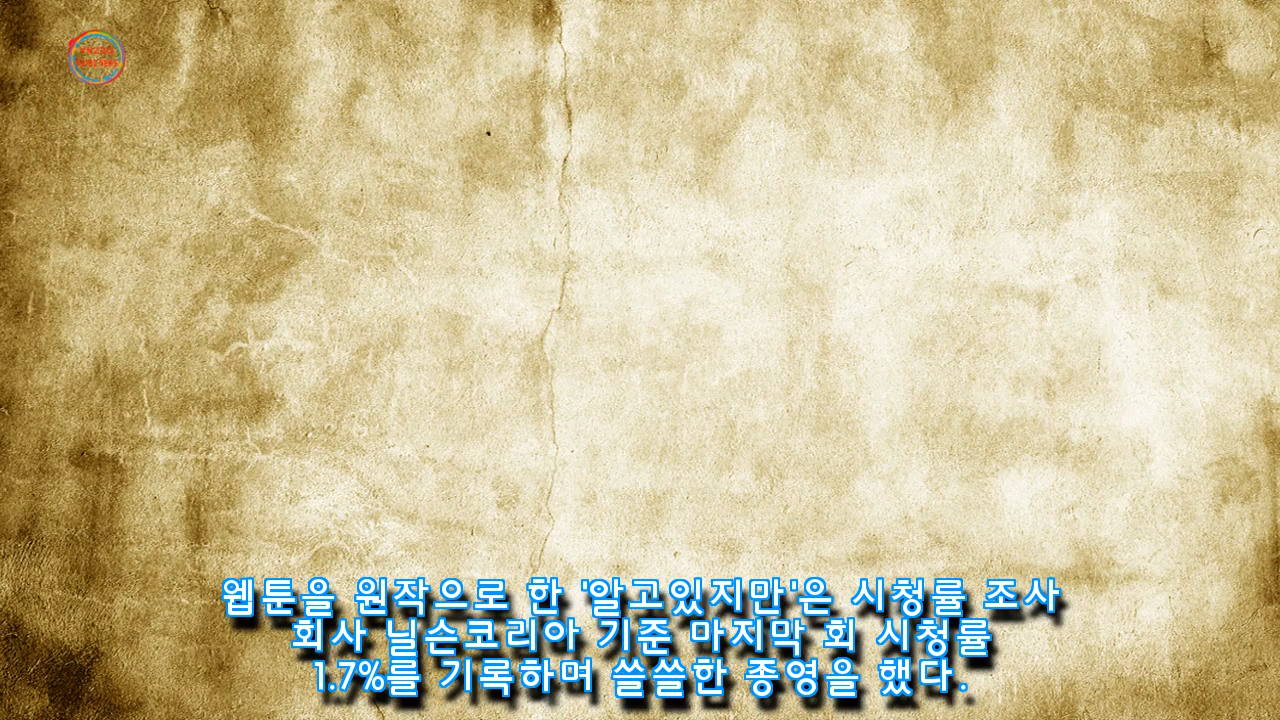 웹툰을 원작으로 한 '알고있지만'은 시청률 조사
회사 닐슨코리아 기준 마지막 회 시청률
1.7%를 기록하며 쓸쓸한 종영을 했다.